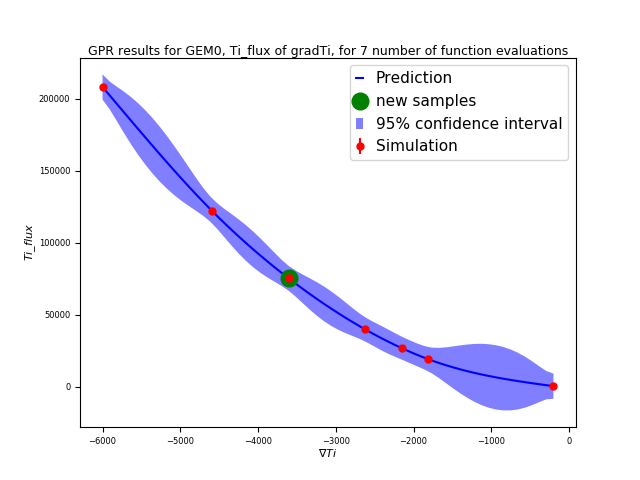 GPR results for GEM0, Ti_flux of gradTi, for 7 number of function evaluations
Prediction
new samples
95% confidence interval
Simulation
Ti_flux
200000
150000
100000
50000
0
−6000 −5000 −4000 −3000 −2000 −1000 0
∇Ti